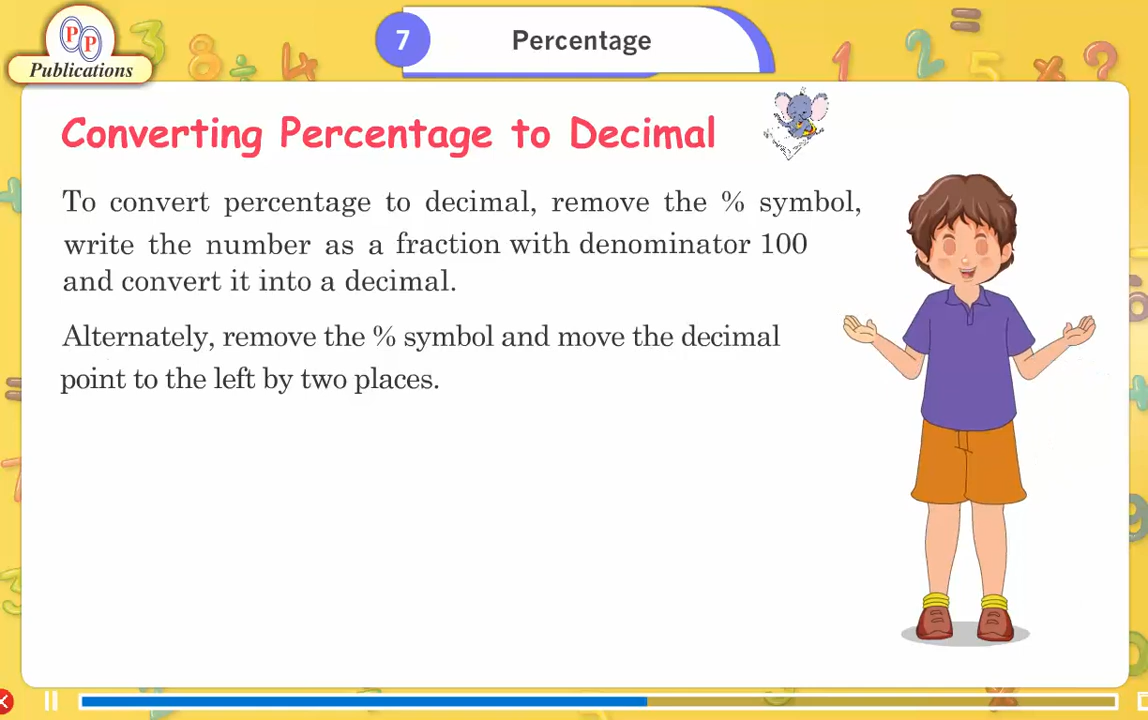 P
P
Publications
7
Percentage
Converting Percentage to Decimal
To convert percentage to decimal, remove the % symbol,
write the number as a fraction with denominator 100
and convert it into a decimal.
Alternately, remove the % symbol and move the decimal
point to the left by two places.